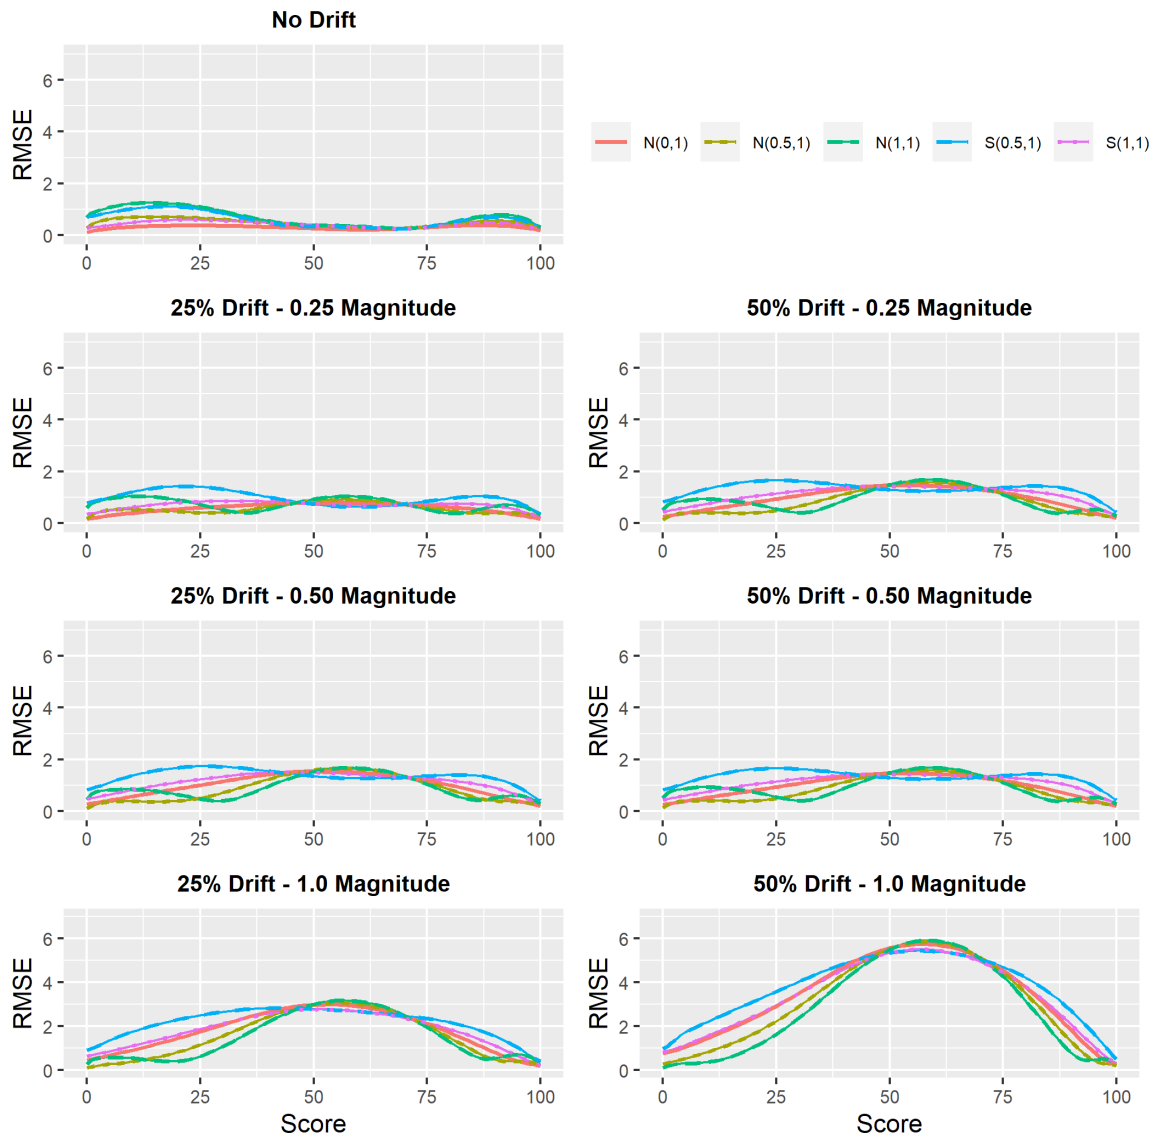 No Drift
RMSE
6
4
2
0
0 25 50 75 100
N(0,1) N(0.5,1) N(1,1) S(0.5,1) S(1,1)
25% Drift - 0.25 Magnitude
RMSE
6
4
2
0
0 25 50 75 100
50% Drift - 0.25 Magnitude
RMSE
6
4
2
0
0 25 50 75 100
25% Drift - 0.50 Magnitude
RMSE
6
4
2
0
0 25 50 75 100
50% Drift - 0.50 Magnitude
RMSE
6
4
2
0
0 25 50 75 100
25% Drift - 1.0 Magnitude
RMSE
6
4
2
0
0 25 50 75 100
Score
50% Drift - 1.0 Magnitude
RMSE
6
4
2
0
0 25 50 75 100
Score